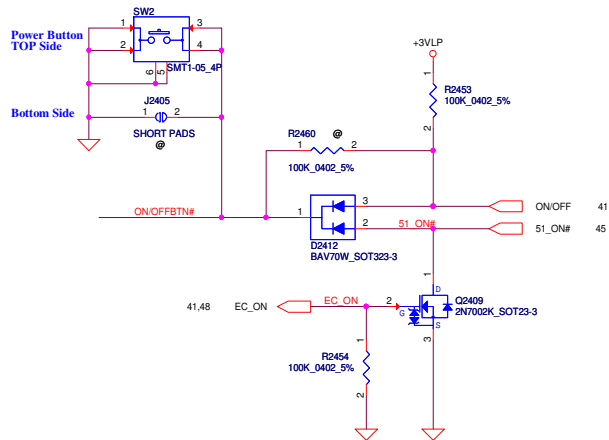 SW2
Power Button
TOP Side
1
3
2
4
6
5
SMT1-05_4P
+3VLP
Bottom Side
J2405
1
2
SHORT PADS
@
1
R2453
100K_0402_5%
2
R2460
@
1
2
100K_0402_5%
ON/OFFBTN#
1
3
ON/OFF
41
2
51_ON#
51_ON#
45
D2412
BAV70W_SOT323-3
1
D
41,48
EC_ON
EC_ON
2
G
Q2409
2N7002K_SOT23-3
S
1
3
R2454
100K_0402_5%
2